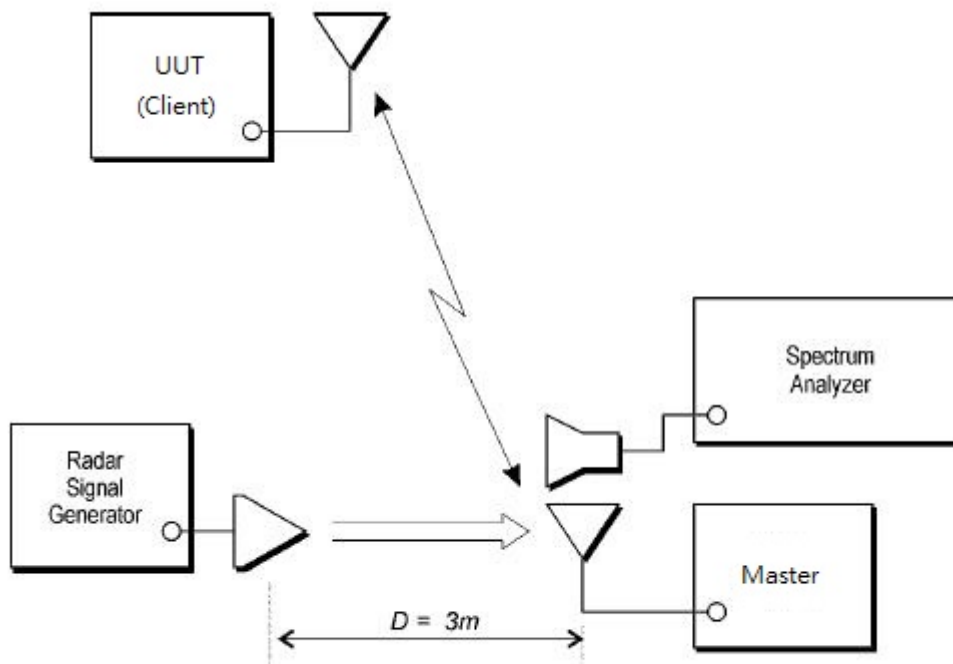 UUT
(Client)
Spectrum
Analyzer
Radar
Signal
Generator
Master
D = 3m